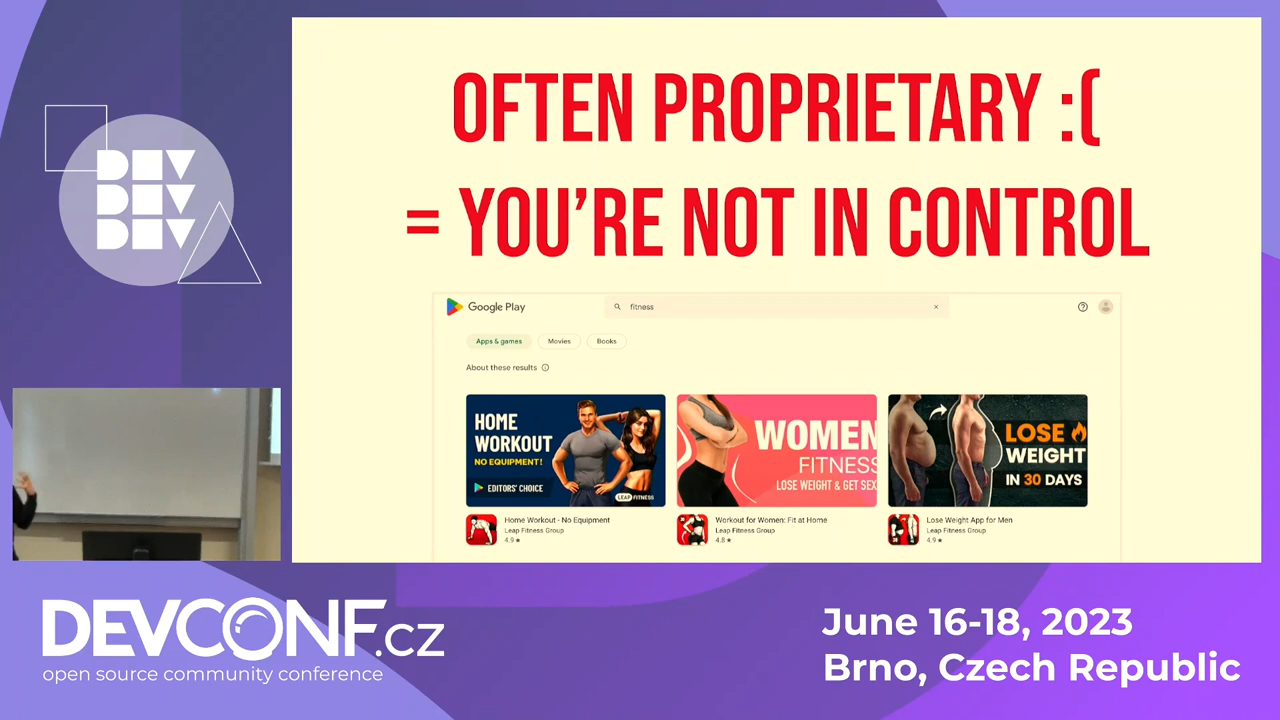 DEV
DEV
DEV
OFTEN PROPRIETARY :(
= YOU’RE NOT IN CONTROL
Google Play
fitness
Apps & games
Movies
Books
About these results
HOME
WORKOUT
NO EQUIPMENT!
EDITORS' CHOICE
LEAP FITNESS
WOMEN
FITNESS
LOSE WEIGHT & GET SEX
LOSE
WEIGHT
IN 30 DAYS
Home Workout - No Equipment
Leap Fitness Group
4.9 ★
Workout for Women: Fit at Home
Leap Fitness Group
4.8 ★
Lose Weight App for Men
Leap Fitness Group
4.9 ★
DEVCONF.cz
open source community conference
June 16-18, 2023
Brno, Czech Republic